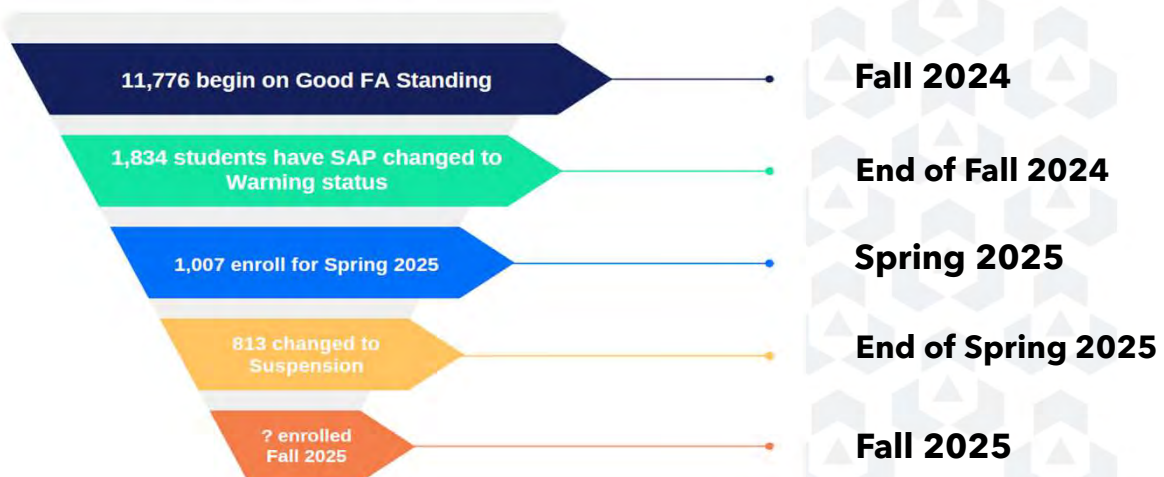 11,776 begin on Good FA Standing
Fall 2024
1,834 students have SAP changed to
Warning status
End of Fall 2024
1,007 enroll for Spring 2025
Spring 2025
813 changed to
Suspension
End of Spring 2025
? enrolled
Fall 2025
Fall 2025